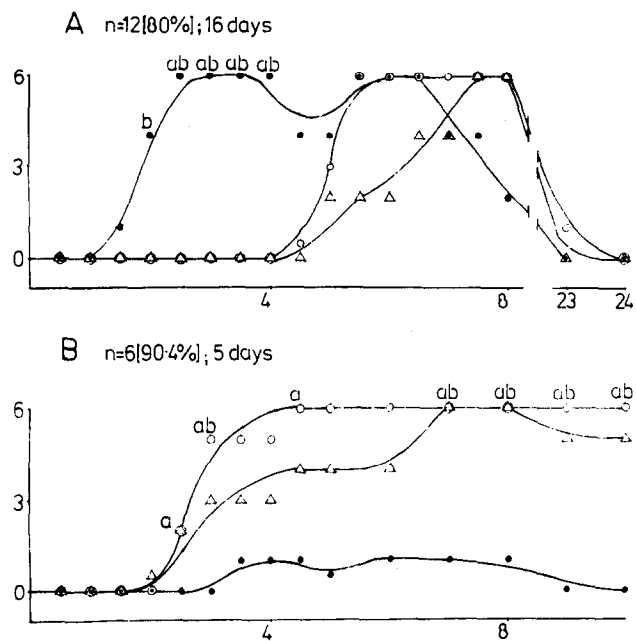 A n=12[80%]; 16 days
ab ab ab ab
6
b
3
0
4 8 23 24
B n=6[90·4%]; 5 days
a ab ab ab ab
6
ab
3
a
0
4 8